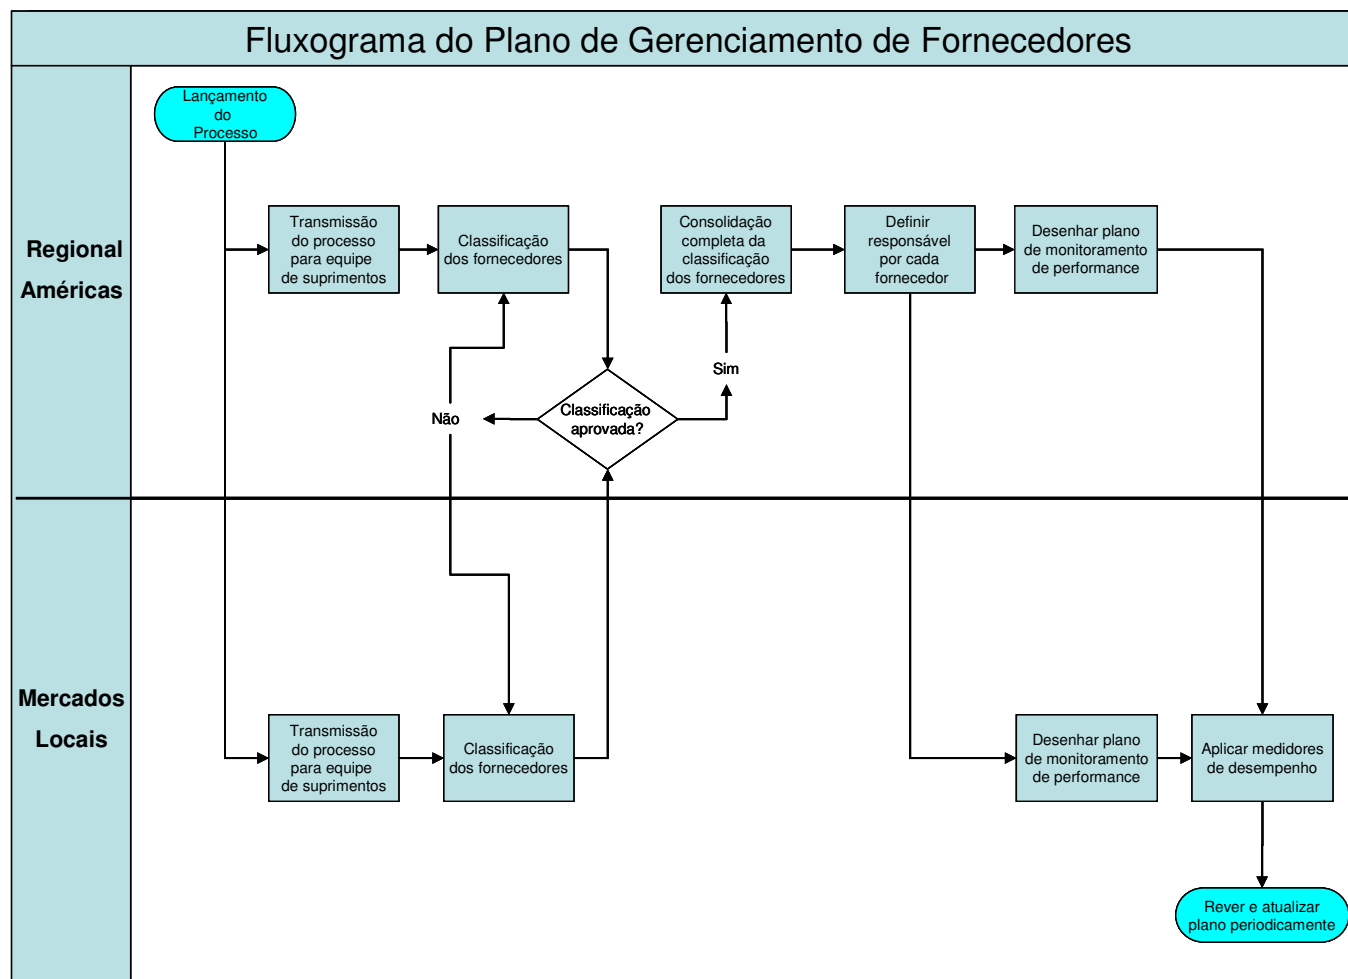 Fluxograma do Plano de Gerenciamento de Fornecedores
Lançamento
do
Processo
Regional
Américas
Transmissão
do processo
para equipe
de suprimentos
Classificação
dos fornecedores
Consolidação
completa da
classificação
dos fornecedores
Definir
responsável
por cada
fornecedor
Desenhar plano
de monitoramento
de performance
Sim
Não
Classificação
aprovada?
Mercados
Locais
Transmissão
do processo
para equipe
de suprimentos
Classificação
dos fornecedores
Desenhar plano
de monitoramento
de performance
Aplicar medidores
de desempenho
Rever e atualizar
plano periodicamente